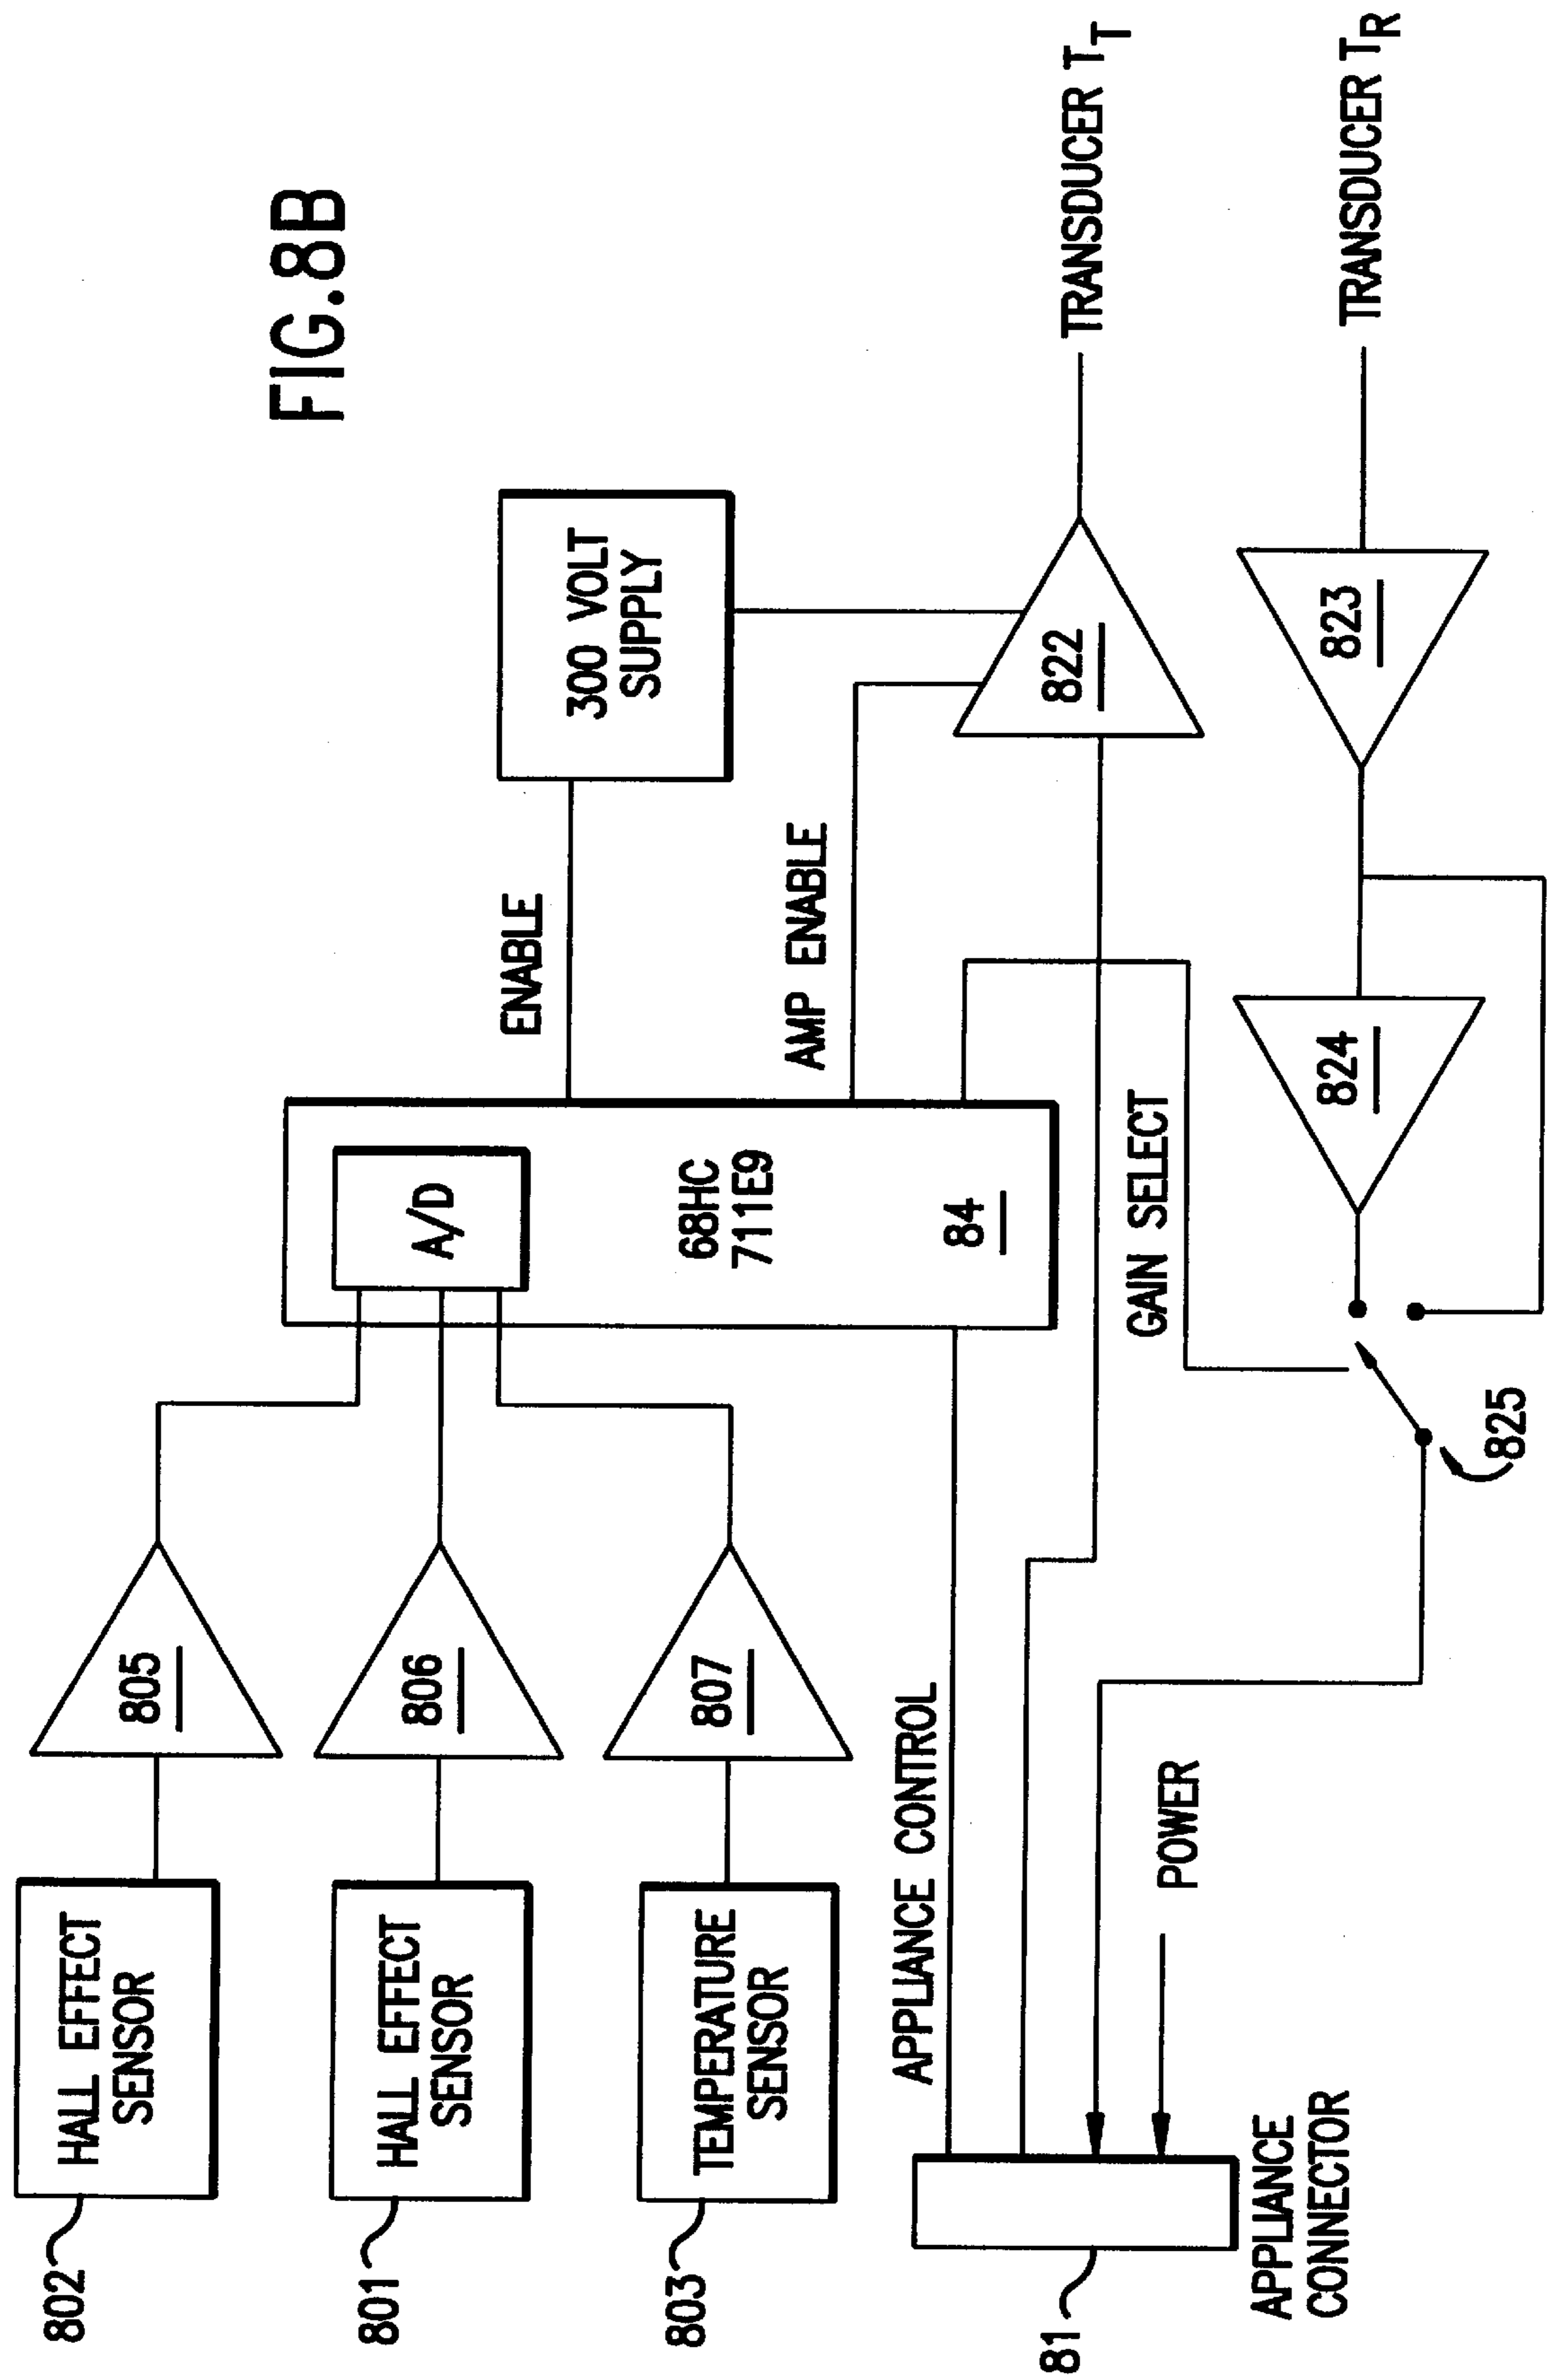 FIG.8B
802
HALL EFFECT
SENSOR
805
801
HALL EFFECT
SENSOR
806
803
TEMPERATURE
SENSOR
807
A/D
68HC
711E9
84
ENABLE
300 VOLT
SUPPLY
AMP ENABLE
822
TRANSDUCER TT
APPLIANCE CONTROL
GAIN SELECT
81
APPLIANCE
CONNECTOR
POWER
825
824
823
TRANSDUCER TR